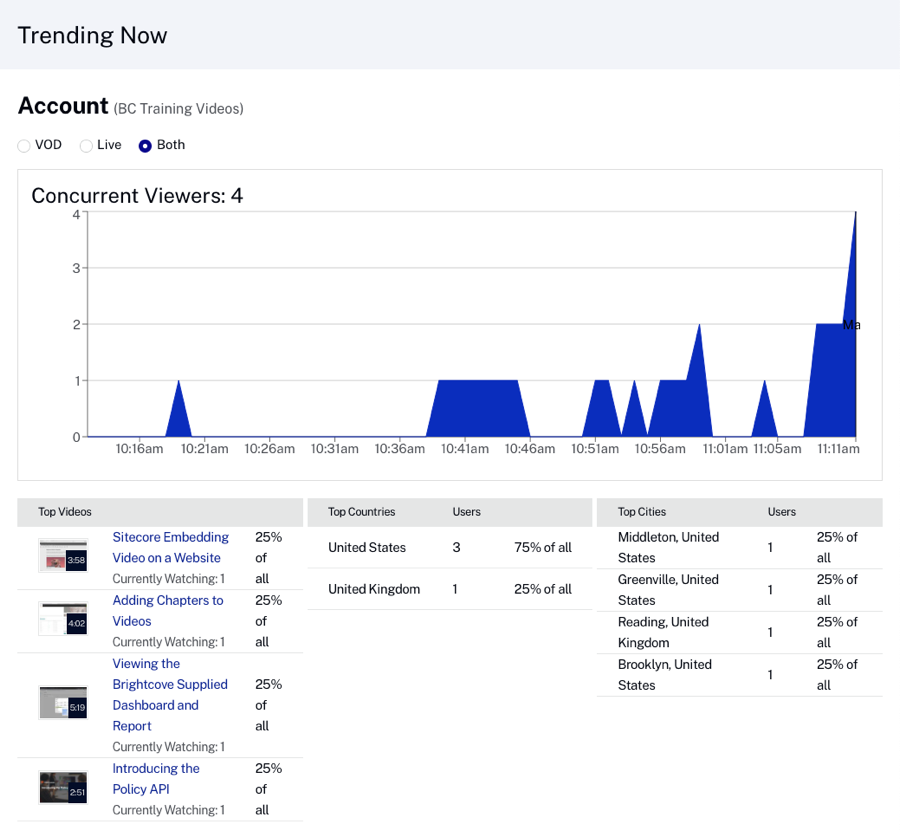 Trending Now
Account (BC Training Videos)
VOD Live Both
Concurrent Viewers: 4
4
3
2
Ma
1
0
10:16am 10:21am 10:26am 10:31am 10:36am 10:41am 10:46am 10:51am 10:56am 11:01am 11:05am 11:11am
Top Videos
3:58
Sitecore Embedding
Video on a Website
Currently Watching: 1
25%
of
all
4:02
Adding Chapters to
Videos
Currently Watching: 1
25%
of
all
5:19
Viewing the
Brightcove Supplied
Dashboard and
Report
Currently Watching: 1
25%
of
all
2:51
Introducing the
Policy API
Currently Watching: 1
25%
of
all
Top Countries Users
United States 3 75% of all
United Kingdom 1 25% of all
Top Cities Users
Middleton, United
States
1
25% of
all
Greenville, United
States
1
25% of
all
Reading, United
Kingdom
1
25% of
all
Brooklyn, United
States
1
25% of
all